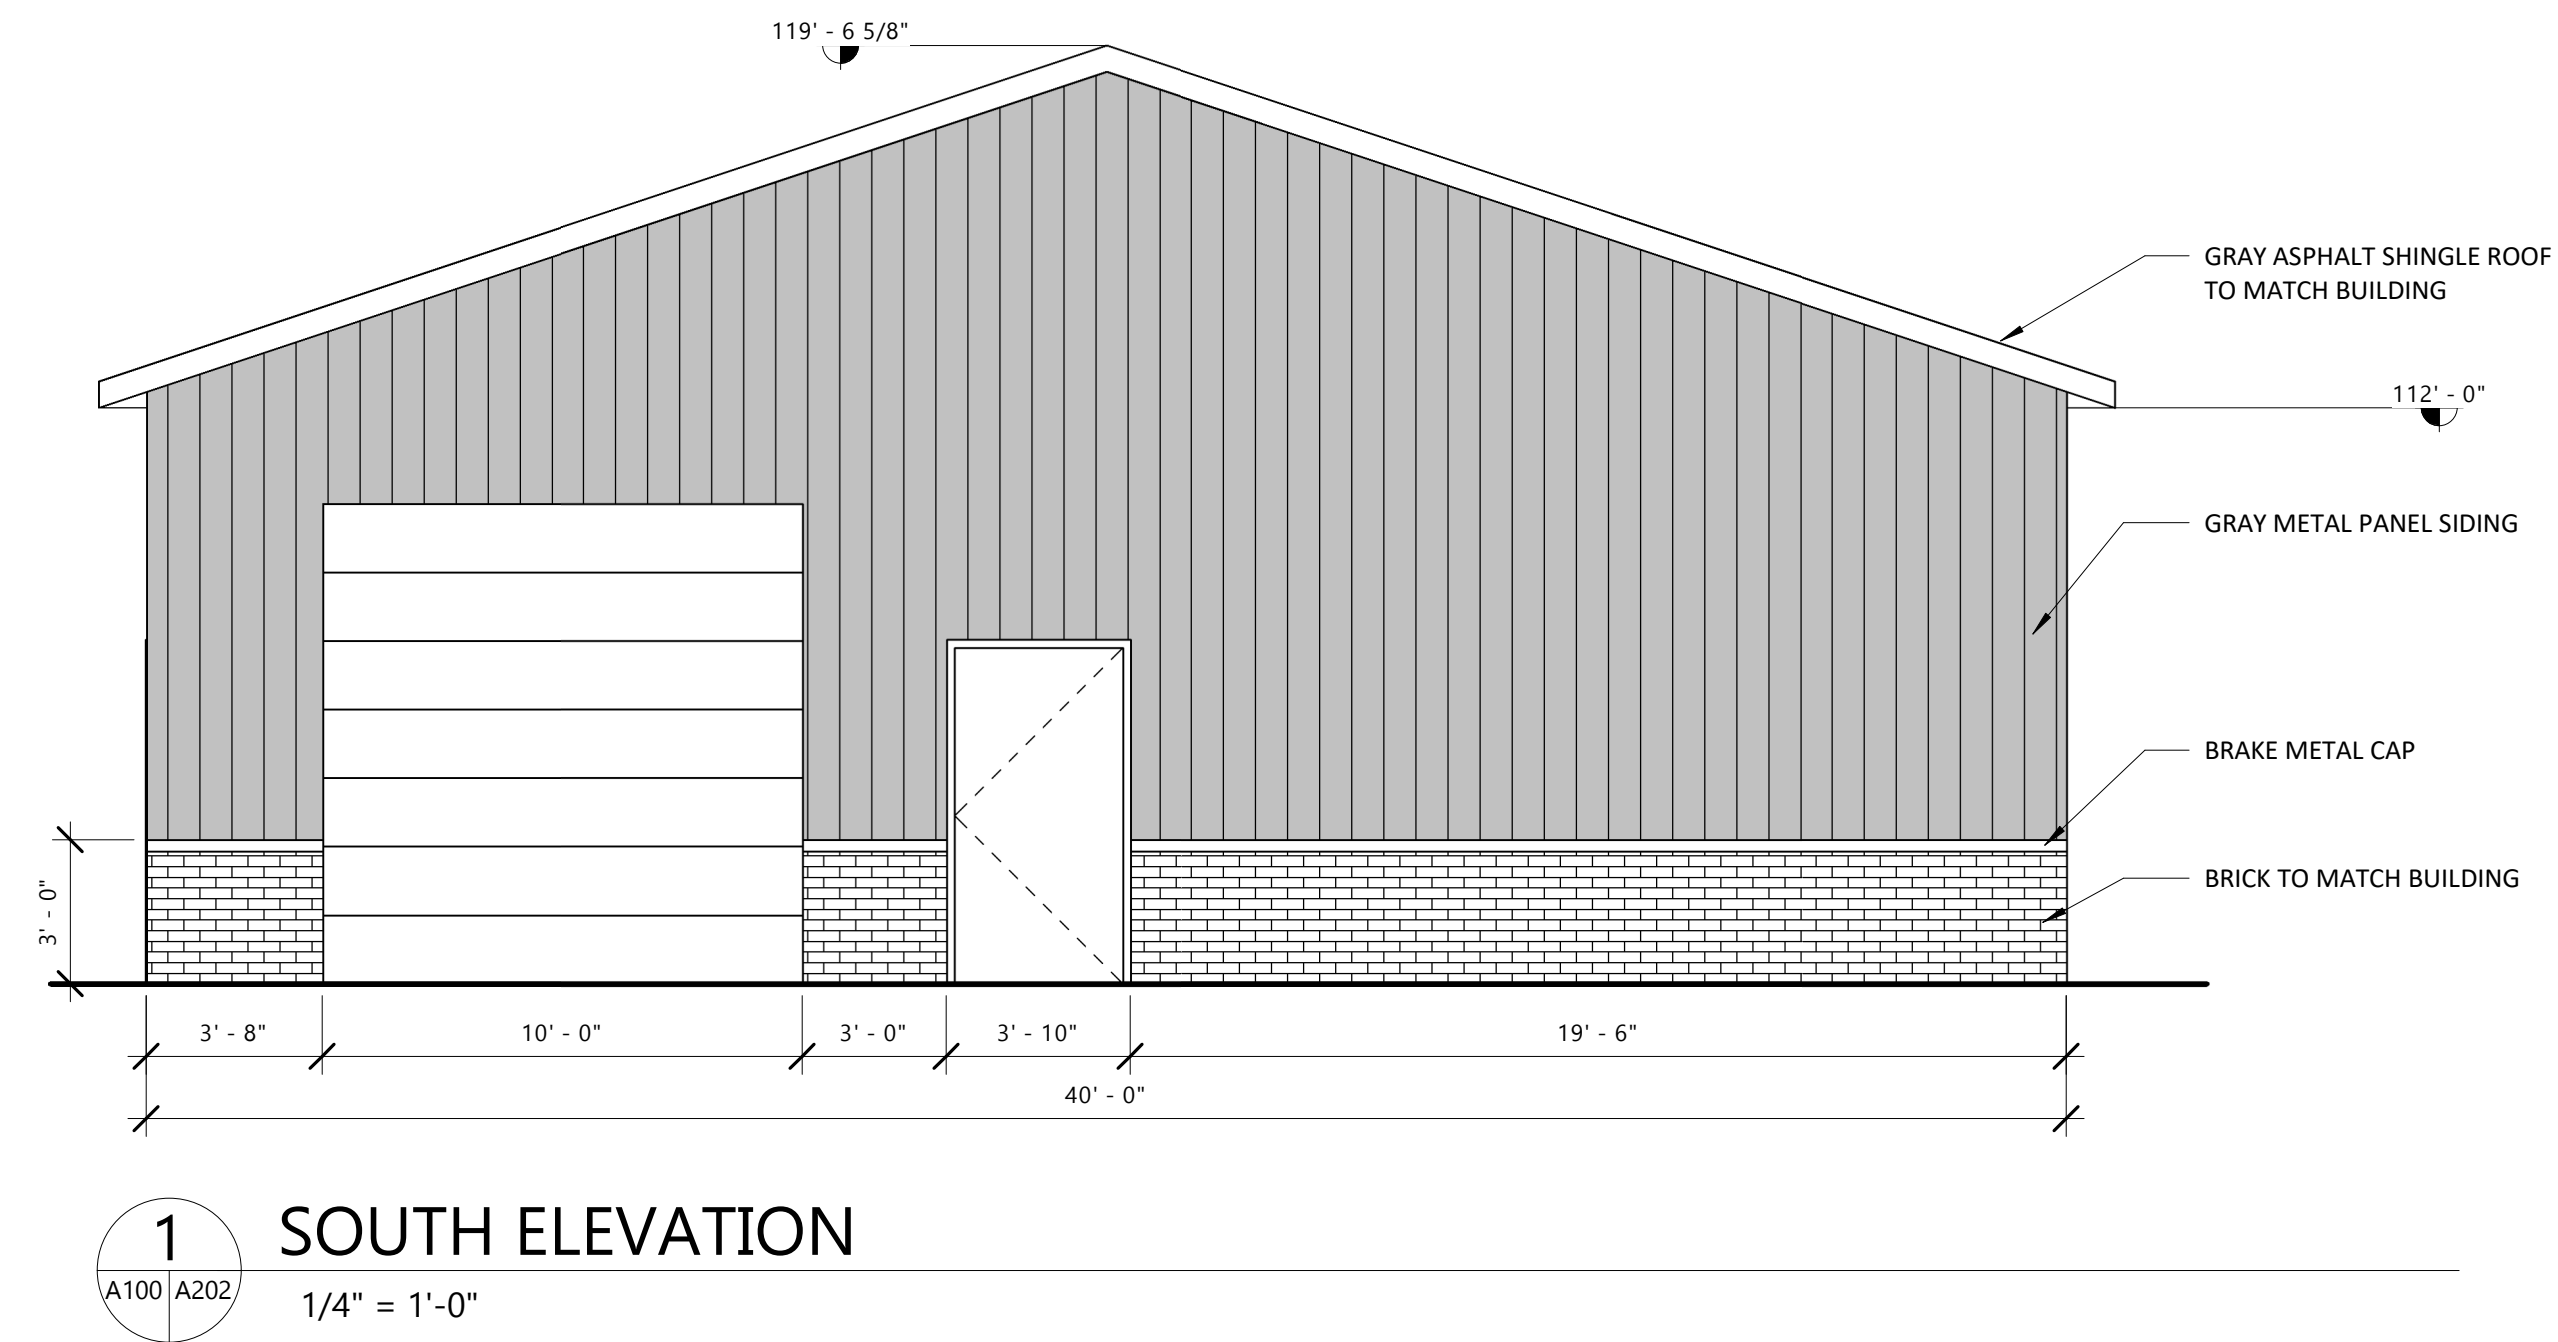 119' - 6 5/8"
GRAY ASPHALT SHINGLE ROOF
TO MATCH BUILDING
112' - 0"
GRAY METAL PANEL SIDING
BRAKE METAL CAP
BRICK TO MATCH BUILDING
3' - 0"
3' - 8"
10' - 0"
3' - 0"
3' - 10"
19' - 6"
40' - 0"
1
SOUTH ELEVATION
A100
A202
1/4" = 1'-0"